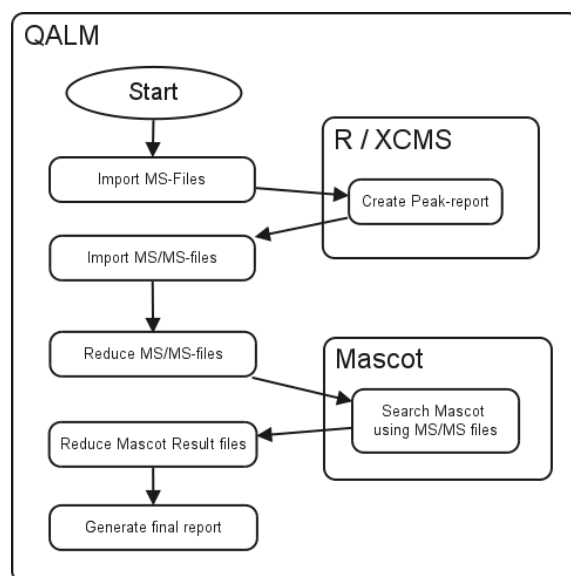 QALM
Start
Import MS-Files
R / XCMS
Create Peak-report
Import MS/MS-files
Reduce MS/MS-files
Mascot
Search Mascot
using MS/MS files
Reduce Mascot Result files
Generate final report